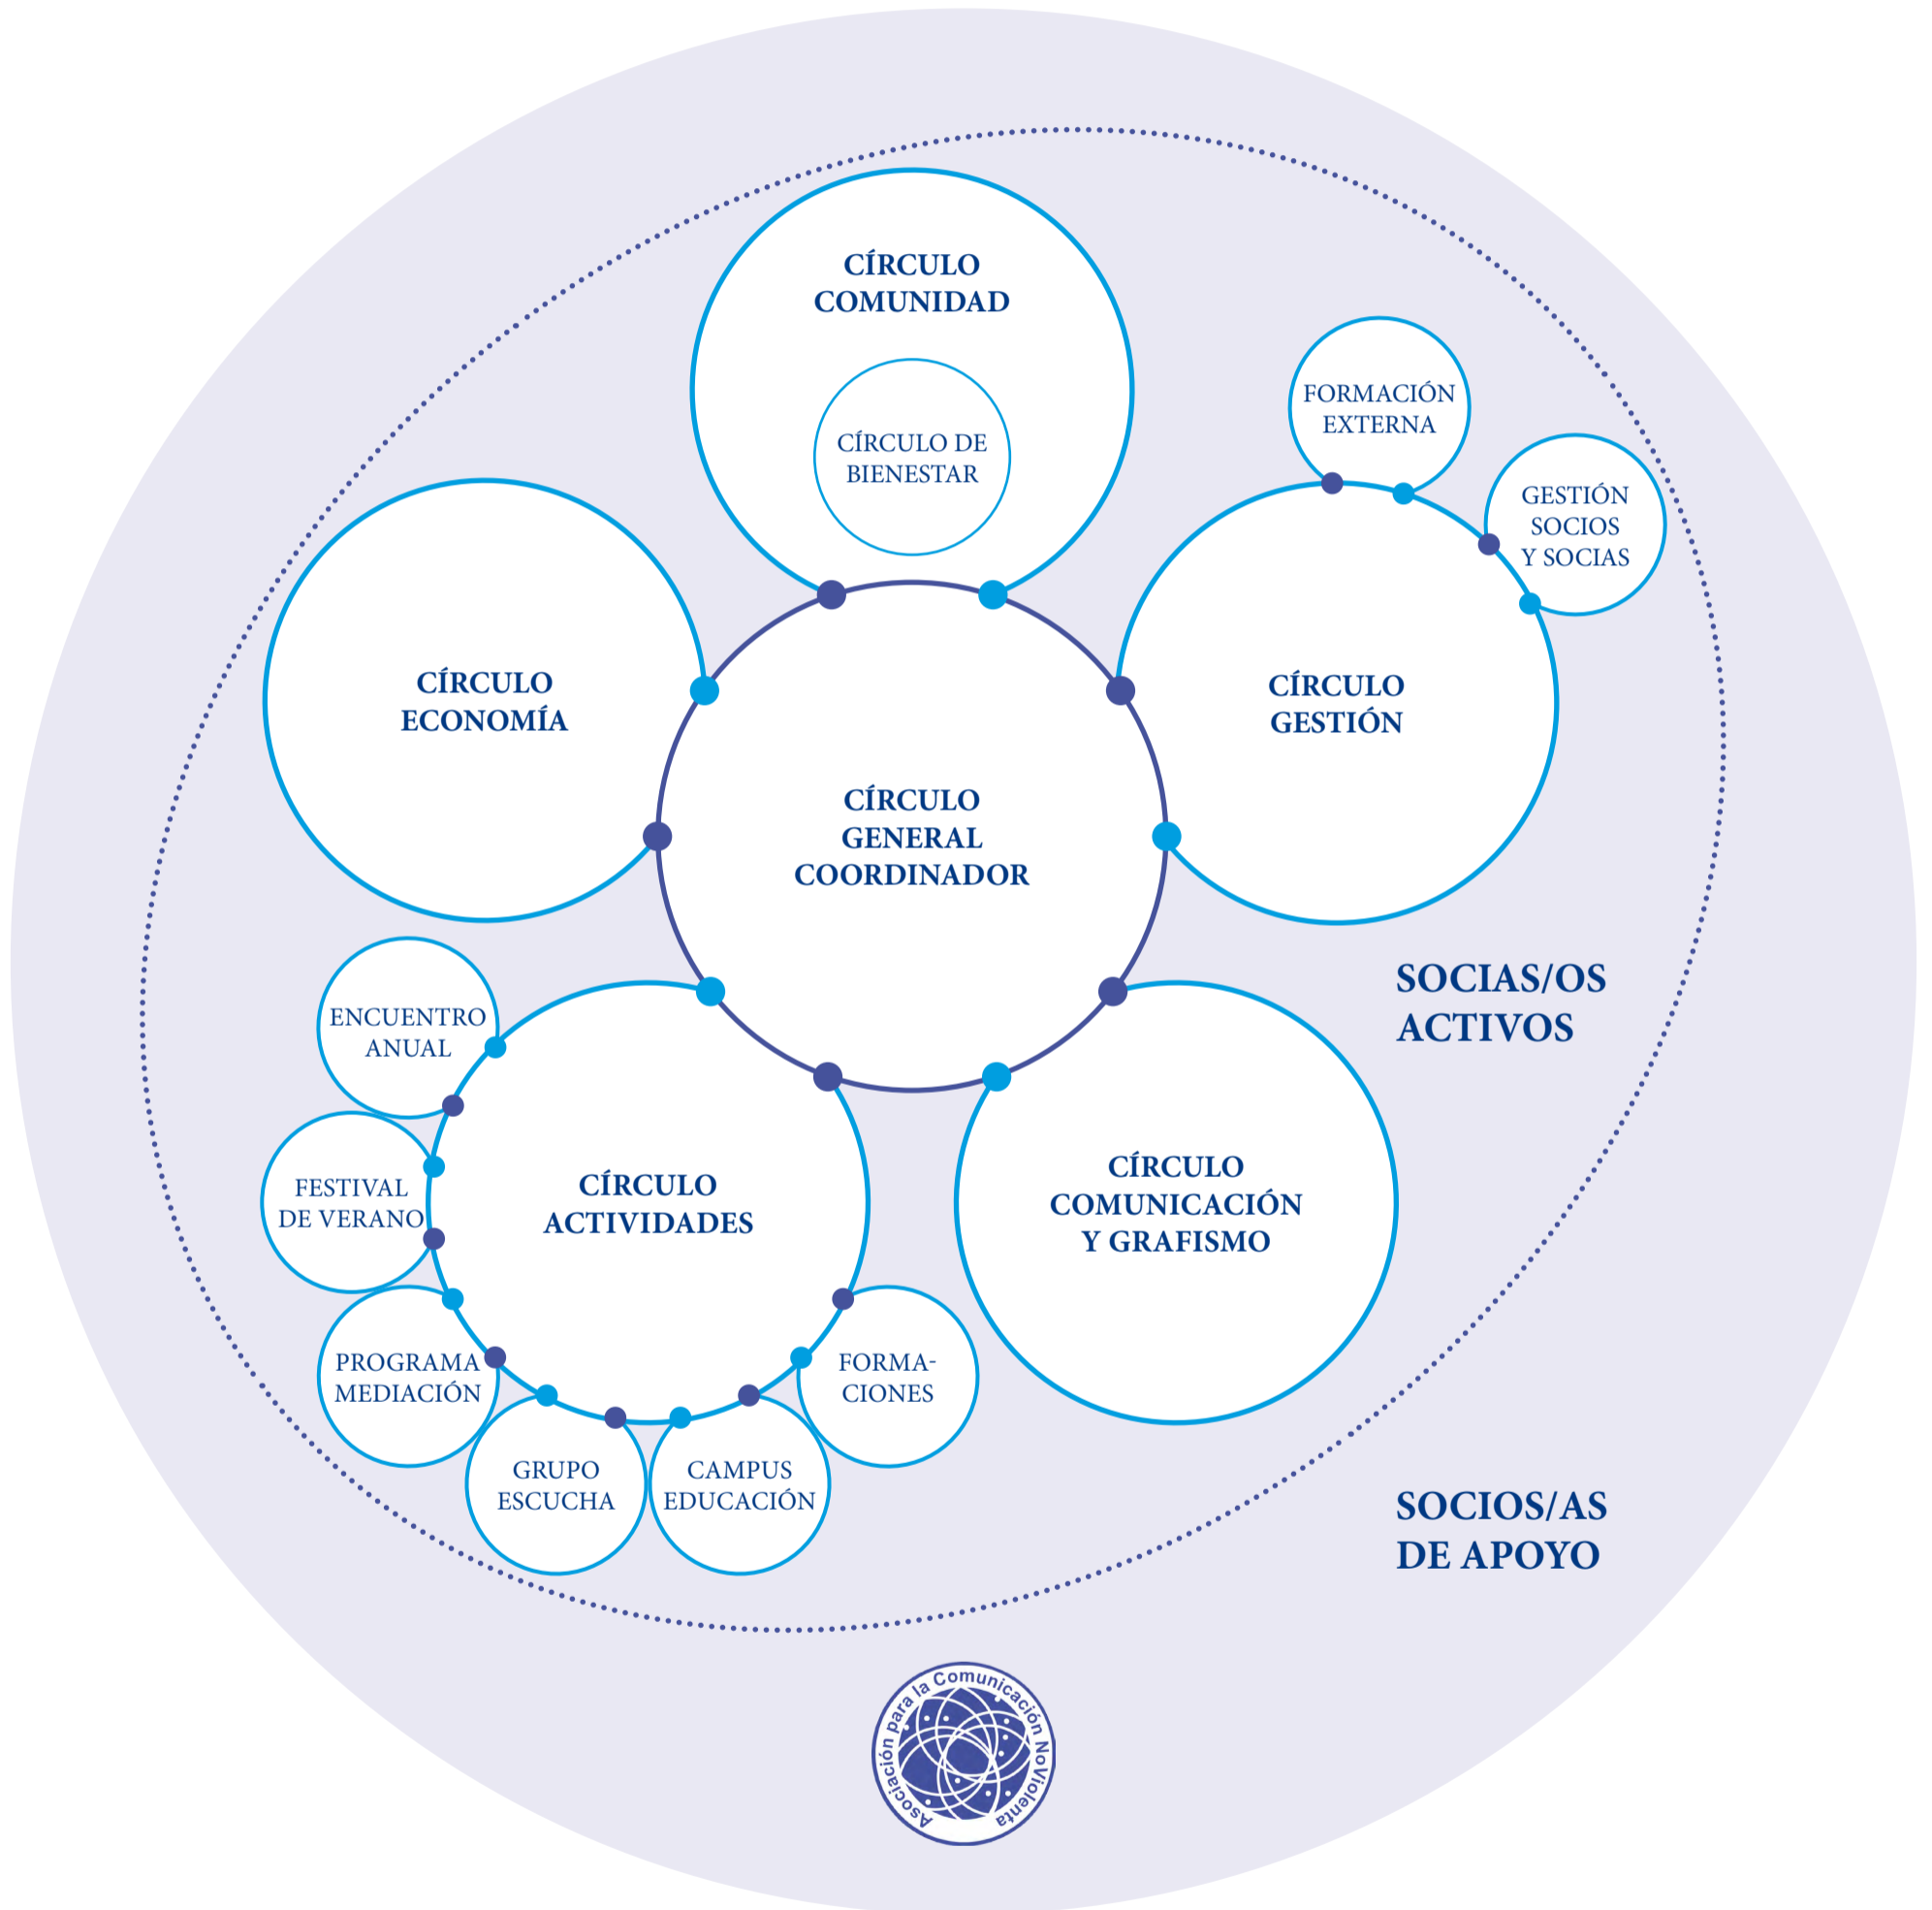 CÍRCULO
COMUNIDAD
CÍRCULO DE
BIENESTAR
FORMACIÓN
EXTERNA
GESTIÓN
SOCIOS
Y SOCIAS
CÍRCULO
ECONOMÍA
CÍRCULO
GESTIÓN
CÍRCULO
GENERAL
COORDINADOR
SOCIAS/OS
ACTIVOS
ENCUENTRO
ANUAL
FESTIVAL
DE VERANO
CÍRCULO
ACTIVIDADES
CÍRCULO
COMUNICACIÓN
Y GRAFISMO
PROGRAMA
MEDIACIÓN
FORMA-
CIONES
GRUPO
ESCUCHA
CAMPUS
EDUCACIÓN
SOCIOS/AS
DE APOYO
Asociación para la Comunicación NoViolenta